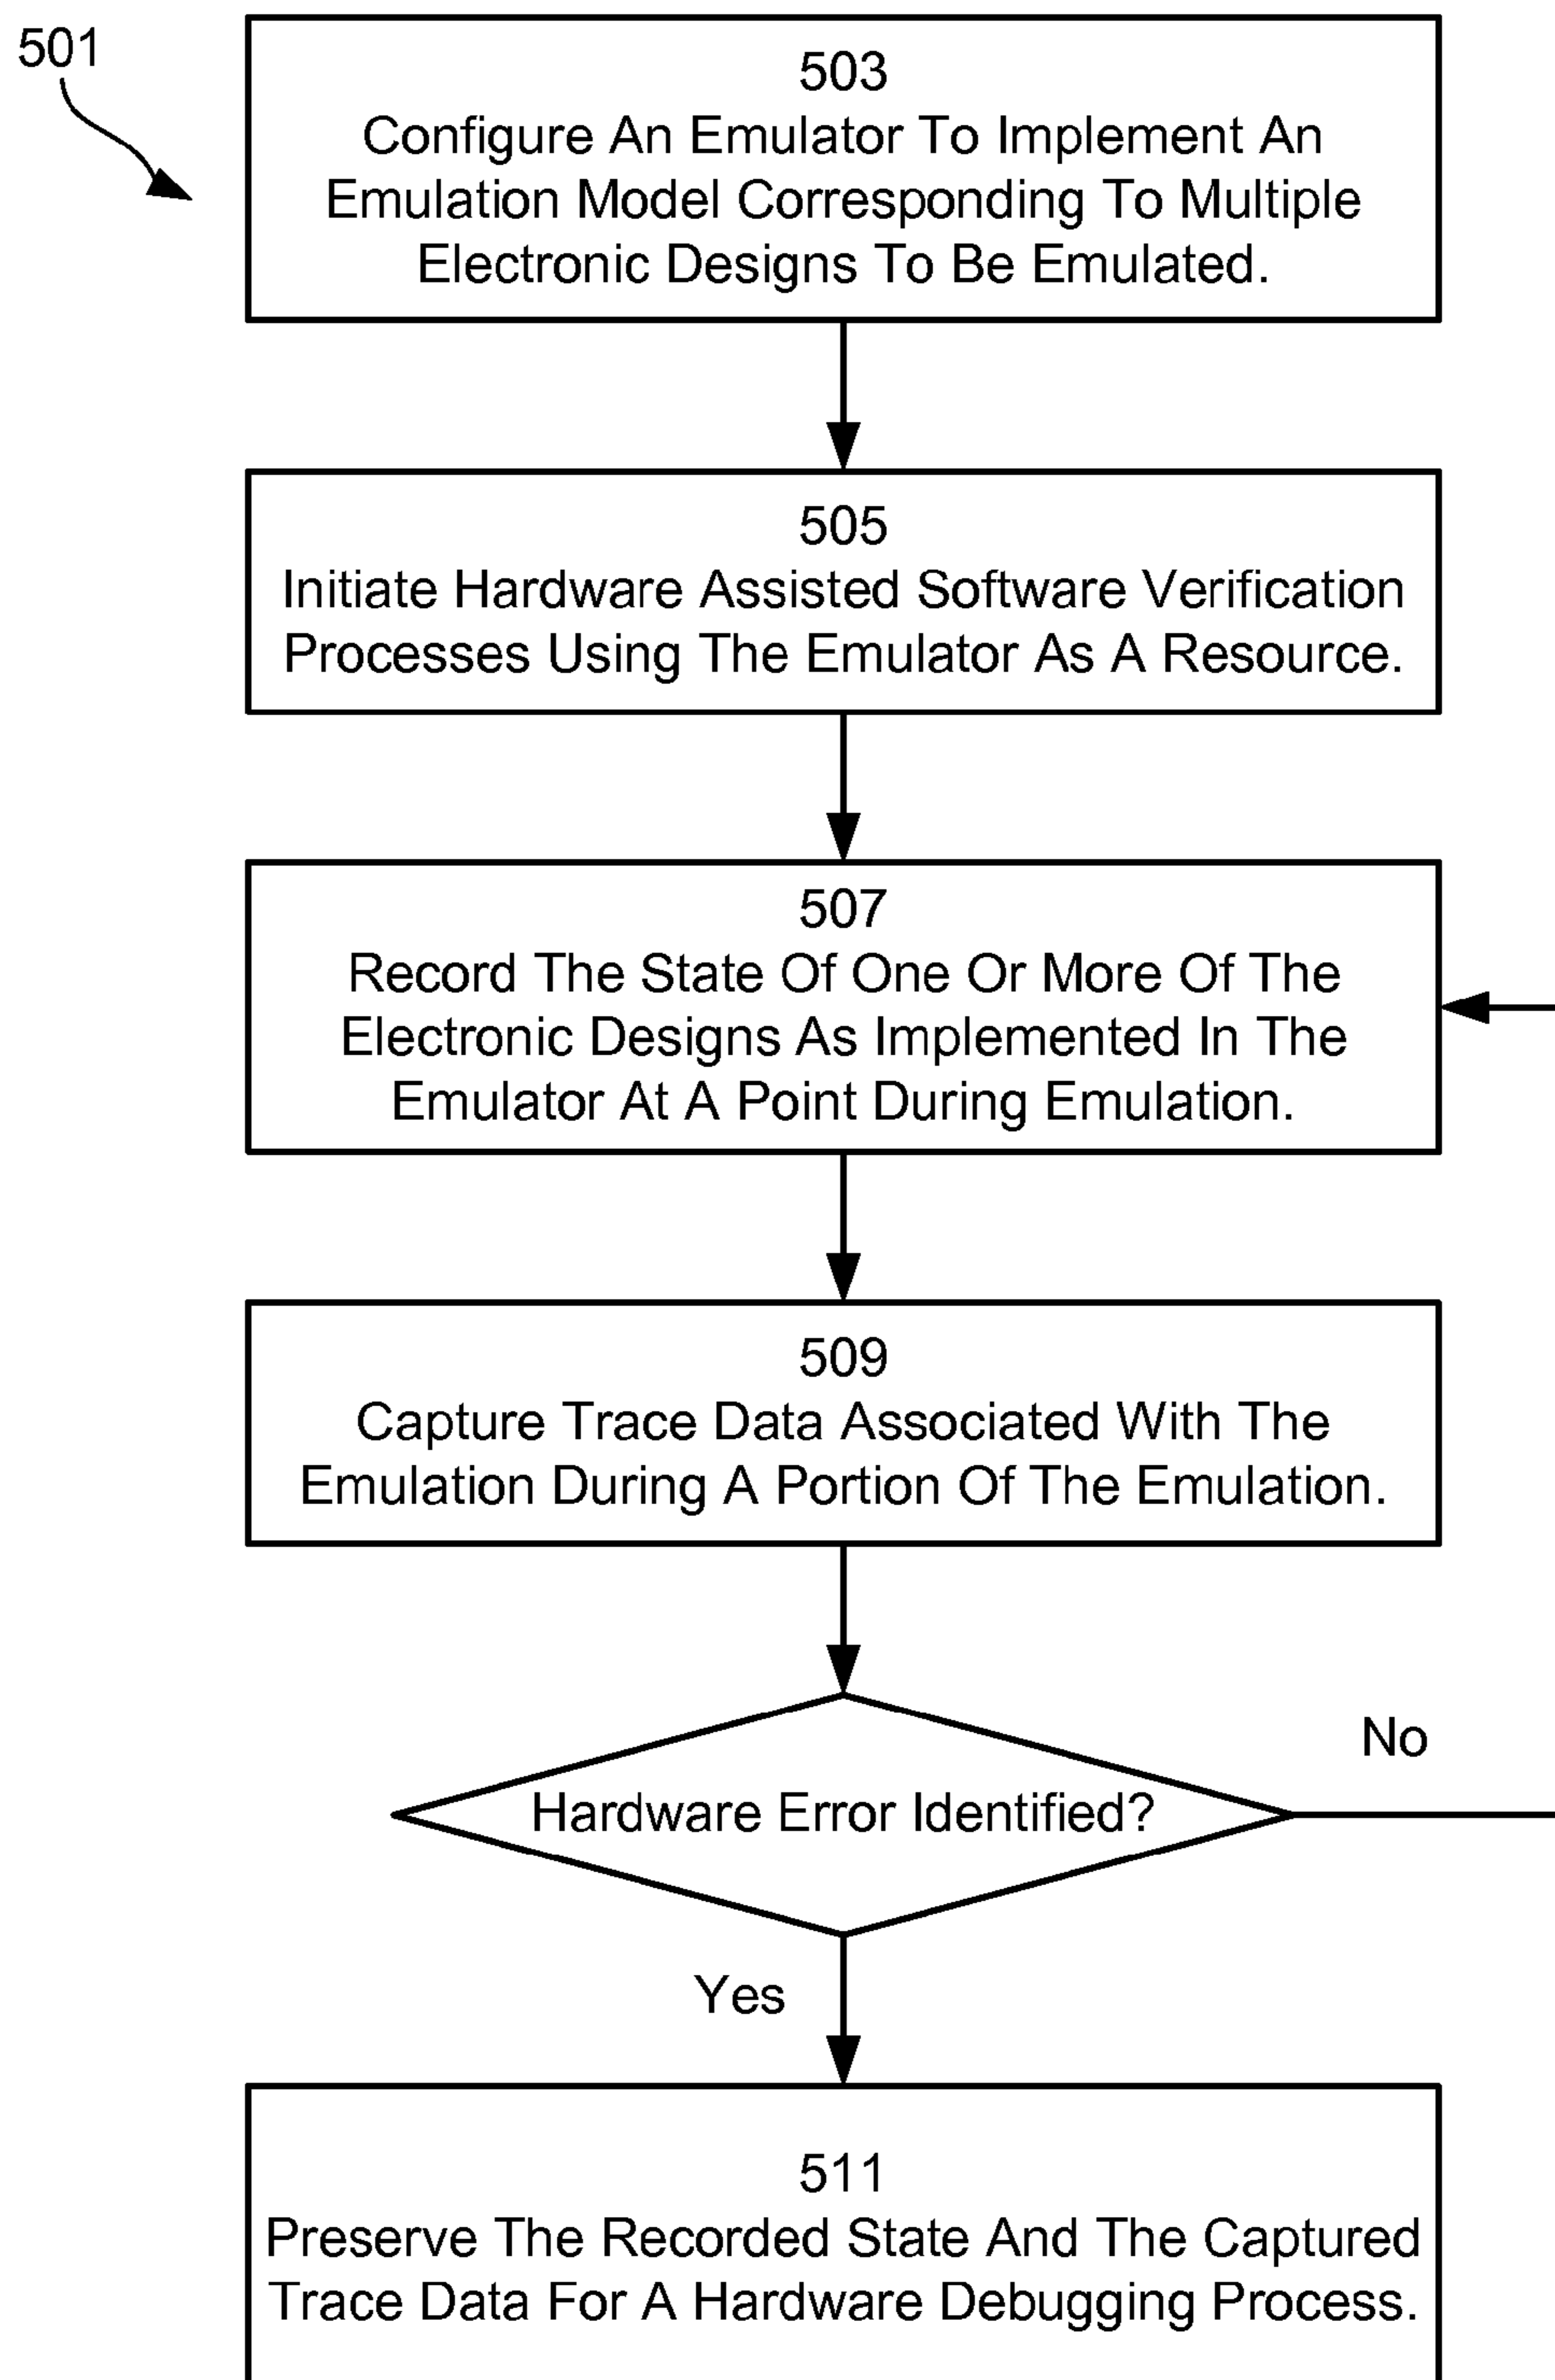 501
503
Configure An Emulator To Implement An
Emulation Model Corresponding To Multiple
Electronic Designs To Be Emulated.
505
Initiate Hardware Assisted Software Verification
Processes Using The Emulator As A Resource.
507
Record The State Of One Or More Of The
Electronic Designs As Implemented In The
Emulator At A Point During Emulation.
509
Capture Trace Data Associated With The
Emulation During A Portion Of The Emulation.
No
Hardware Error Identified?
Yes
511
Preserve The Recorded State And The Captured
Trace Data For A Hardware Debugging Process.